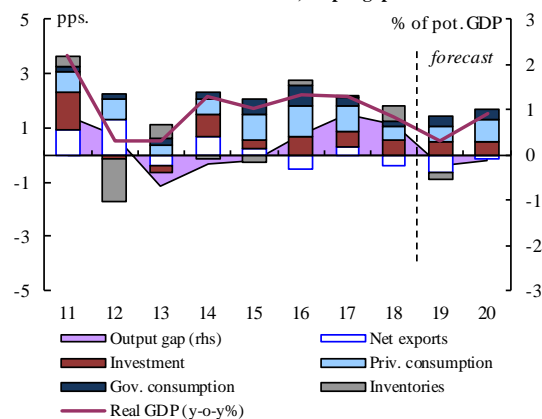 pps.
% of pot. GDP
forecast
5
3
1
-1
-3
-5
3
2
1
0
-1
-2
-3
11 12 13 14 15 16 17 18 19 20
Output gap (rhs) Net exports
Investment Priv. consumption
Gov. consumption Inventories
Real GDP (y-o-y%)